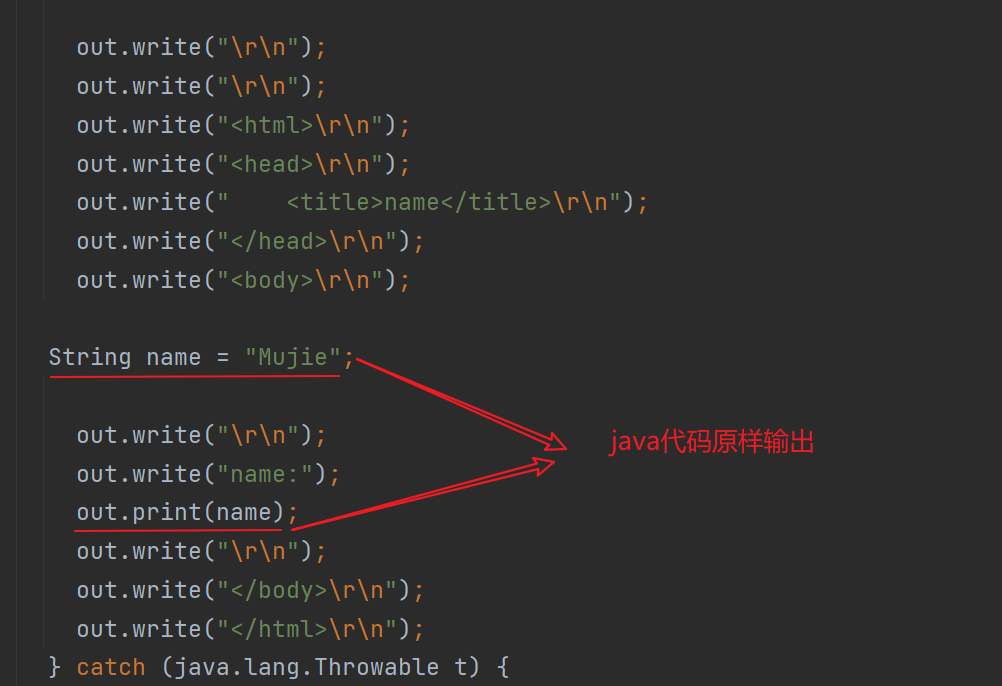 out.write("\r\n");
out.write("\r\n");
out.write("<html>\r\n");
out.write("<head>\r\n");
out.write("    <title>name</title>\r\n");
out.write("</head>\r\n");
out.write("<body>\r\n");
String name = "Mujie";
out.write("\r\n");
java代码原样输出
out.write("name:");
out.print(name);
out.write("\r\n");
out.write("</body>\r\n");
out.write("</html>\r\n");
} catch (java.lang.Throwable t) {